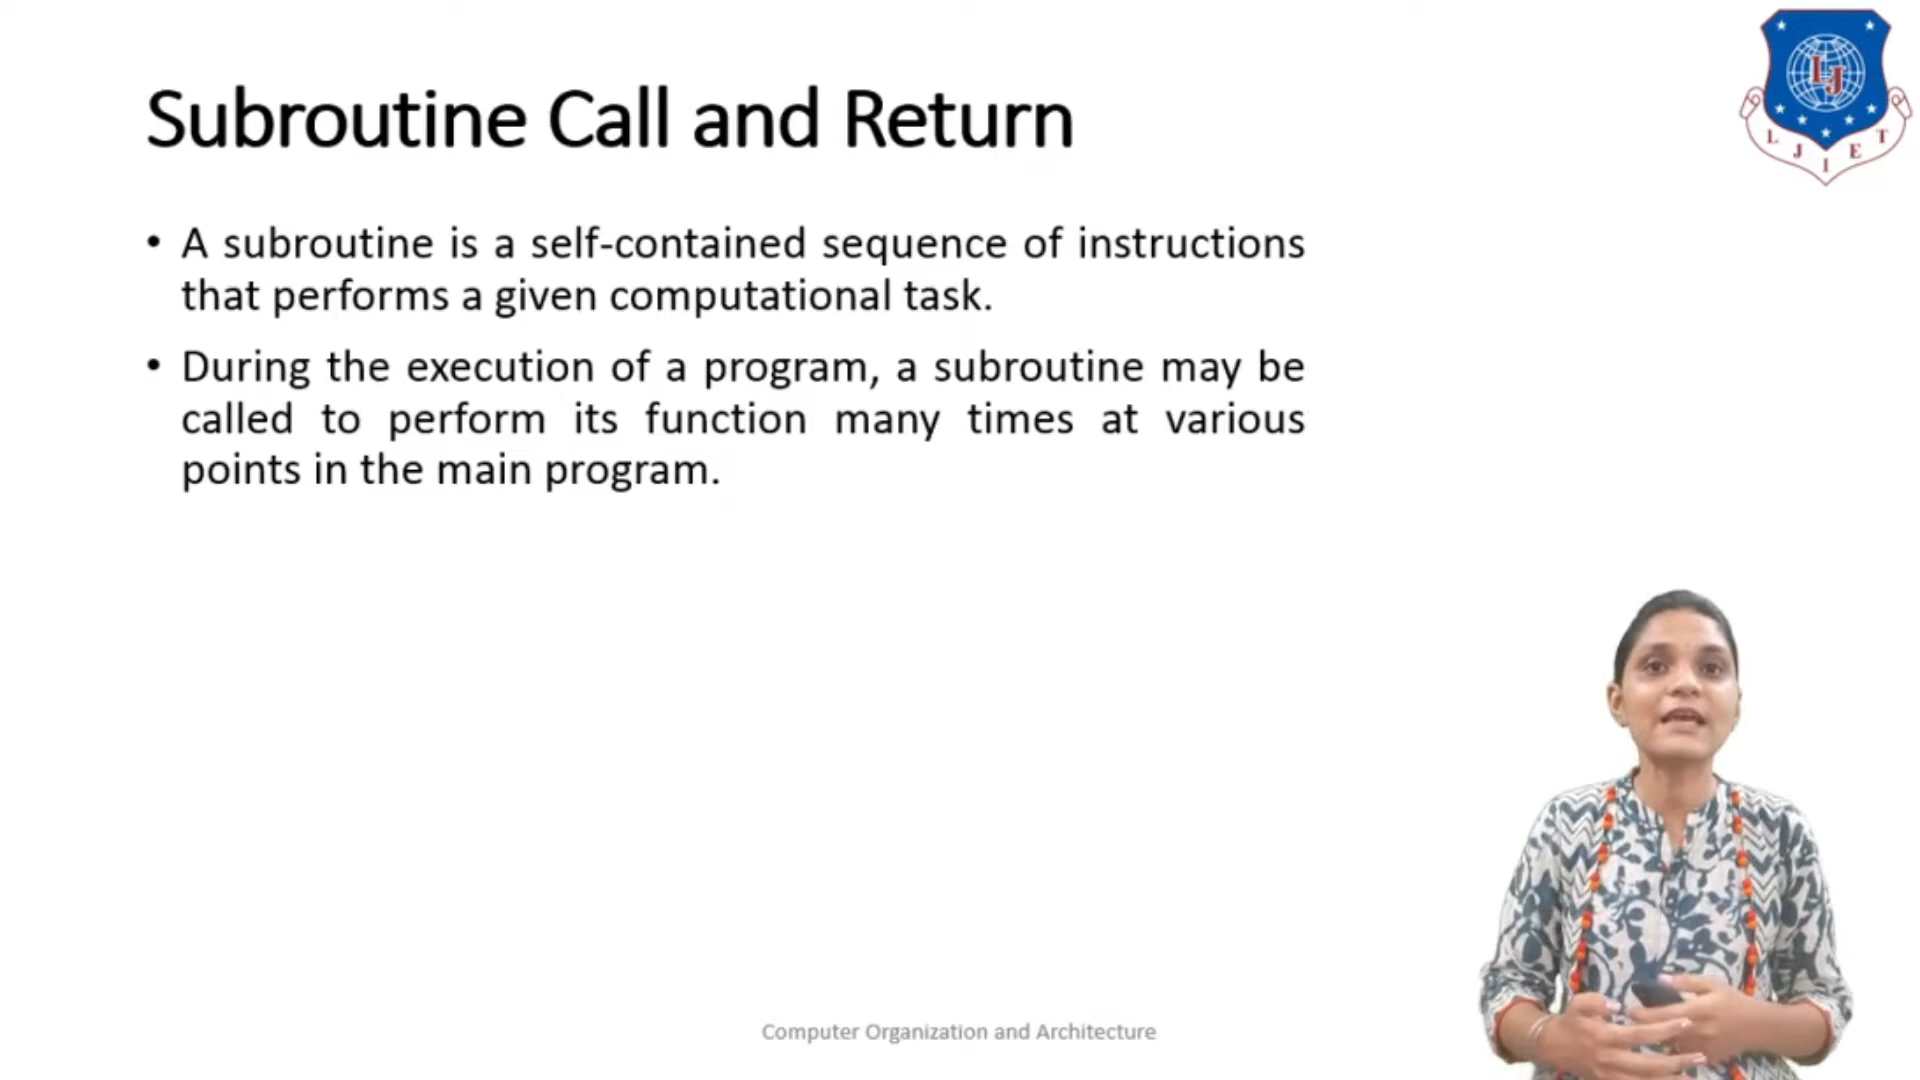 Subroutine Call and Return
• A subroutine is a self-contained sequence of instructions
that performs a given computational task.
• During the execution of a program, a subroutine may be
called to perform its function many times at various
points in the main program.
LJ
L J I E T
Computer Organization and Architecture